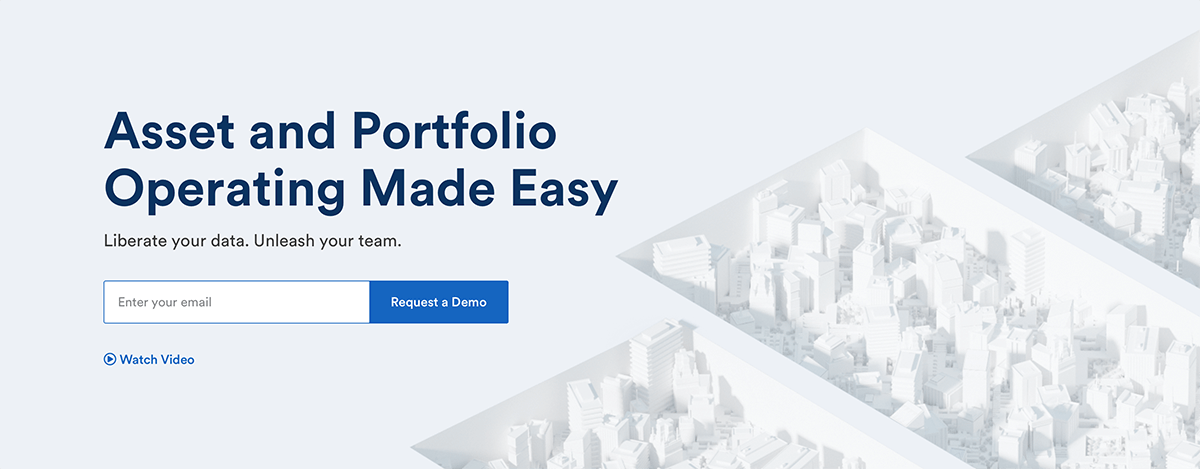 Asset and Portfolio
Operating Made Easy
Liberate your data. Unleash your team.
Enter your email
Request a Demo
Watch Video